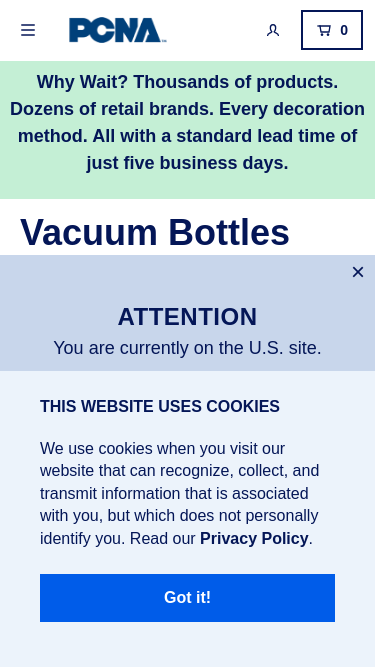 PCNA
0
Why Wait? Thousands of products.
Dozens of retail brands. Every decoration
method. All with a standard lead time of
just five business days.
Vacuum Bottles
ATTENTION
You are currently on the U.S. site.
THIS WEBSITE USES COOKIES
We use cookies when you visit our
website that can recognize, collect, and
transmit information that is associated
with you, but which does not personally
identify you. Read our Privacy Policy.
Got it!